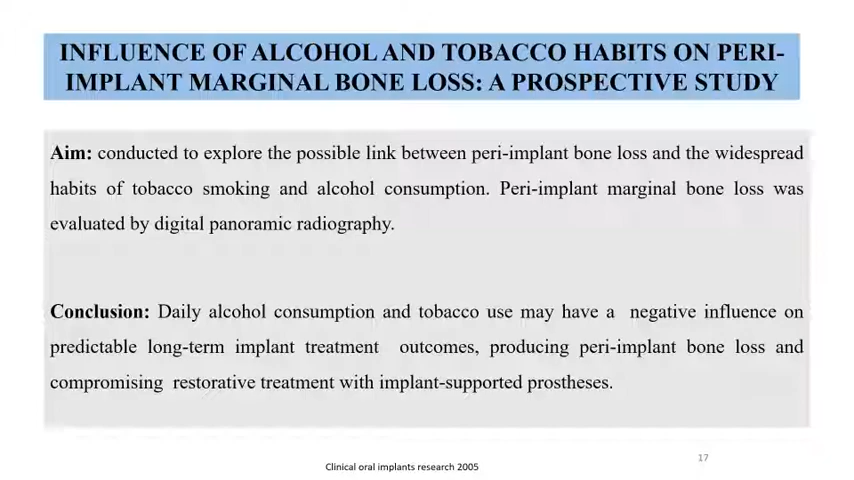 INFLUENCE OF ALCOHOL AND TOBACCO HABITS ON PERI-
IMPLANT MARGINAL BONE LOSS: A PROSPECTIVE STUDY
Aim: conducted to explore the possible link between peri-implant bone loss and the widespread
habits of tobacco smoking and alcohol consumption. Peri-implant marginal bone loss was
evaluated by digital panoramic radiography.
Conclusion: Daily alcohol consumption and tobacco use may have a negative influence on
predictable long-term implant treatment outcomes, producing peri-implant bone loss and
compromising restorative treatment with implant-supported prostheses.
17
Clinical oral implants research 2005